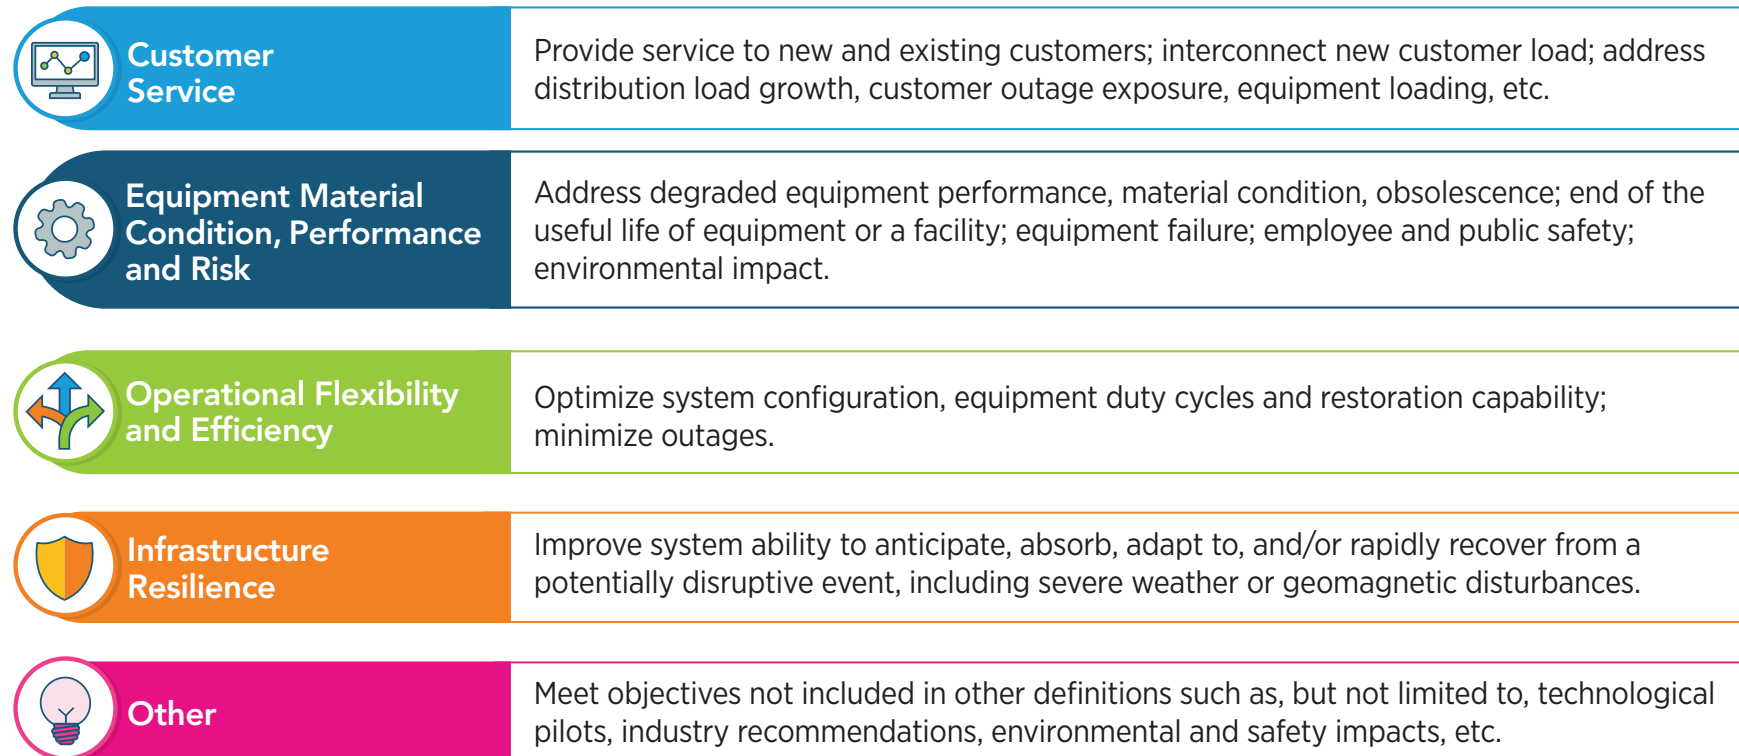 Customer
Service
Provide service to new and existing customers; interconnect new customer load; address
distribution load growth, customer outage exposure, equipment loading, etc.
Equipment Material
Condition, Performance
and Risk
Address degraded equipment performance, material condition, obsolescence; end of the
useful life of equipment or a facility; equipment failure; employee and public safety;
environmental impact.
Operational Flexibility
and Efficiency
Optimize system configuration, equipment duty cycles and restoration capability;
minimize outages.
Infrastructure
Resilience
Improve system ability to anticipate, absorb, adapt to, and/or rapidly recover from a
potentially disruptive event, including severe weather or geomagnetic disturbances.
Other
Meet objectives not included in other definitions such as, but not limited to, technological
pilots, industry recommendations, environmental and safety impacts, etc.